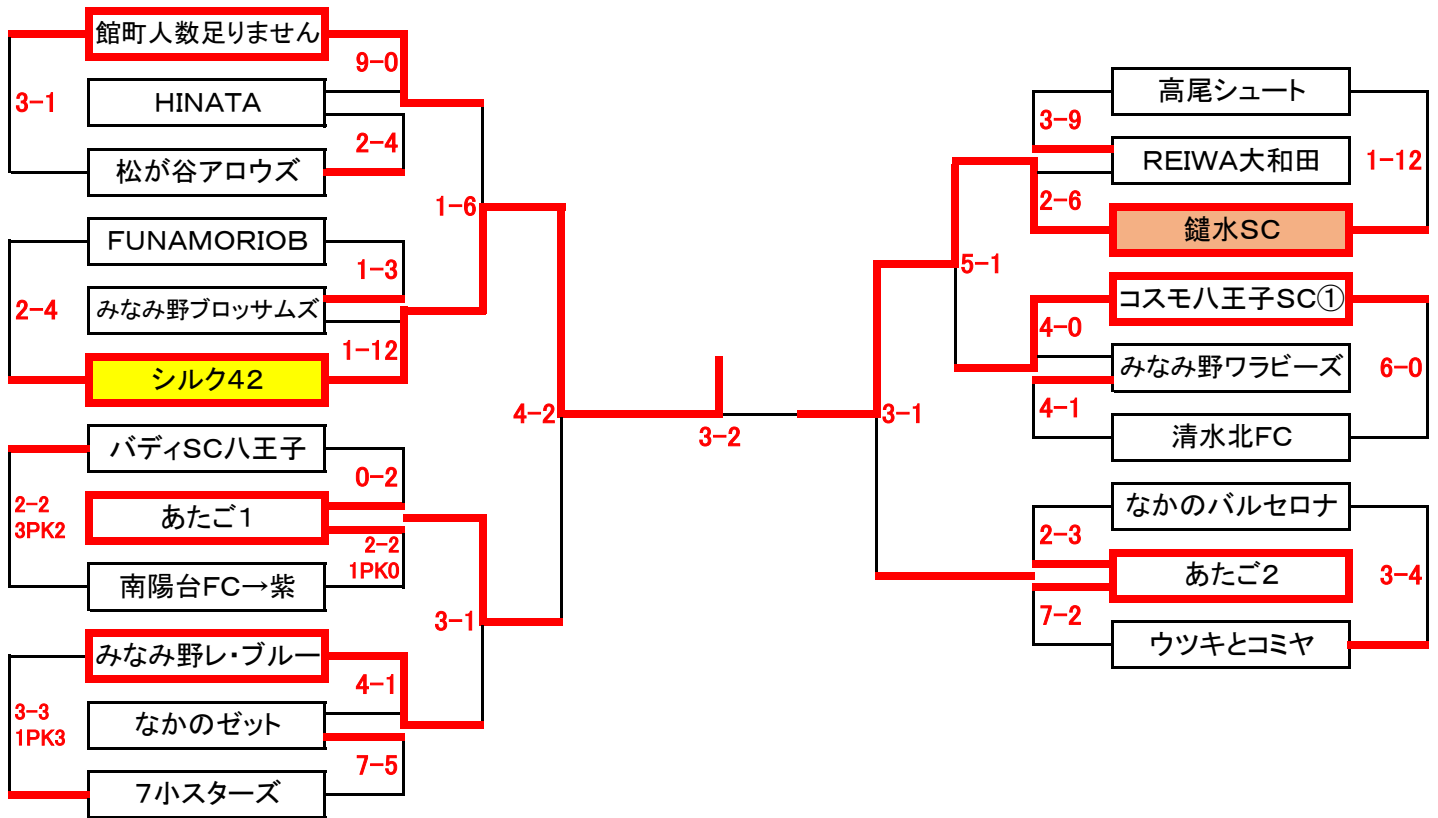 館町人数足りません
9-0
3-1
HINATA
2-4
松が谷アロウズ
1-6
FUNAMORIOB
1-3
2-4
みなみ野ブロッサムズ
1-12
シルク42
4-2
バディSC八王子
0-2
2-2
3PK2
あたご1
2-2
1PK0
南陽台FC→紫
3-1
みなみ野レ・ブルー
4-1
3-3
1PK3
なかのゼット
7-5
7小スターズ
3-2
高尾シュート
3-9
REIWA大和田
1-12
2-6
鑓水SC
5-1
コスモ八王子SC①
4-0
みなみ野ワラビーズ
6-0
4-1
3-1
清水北FC
なかのバルセロナ
2-3
あたご2
3-4
7-2
ウツキとコミヤ